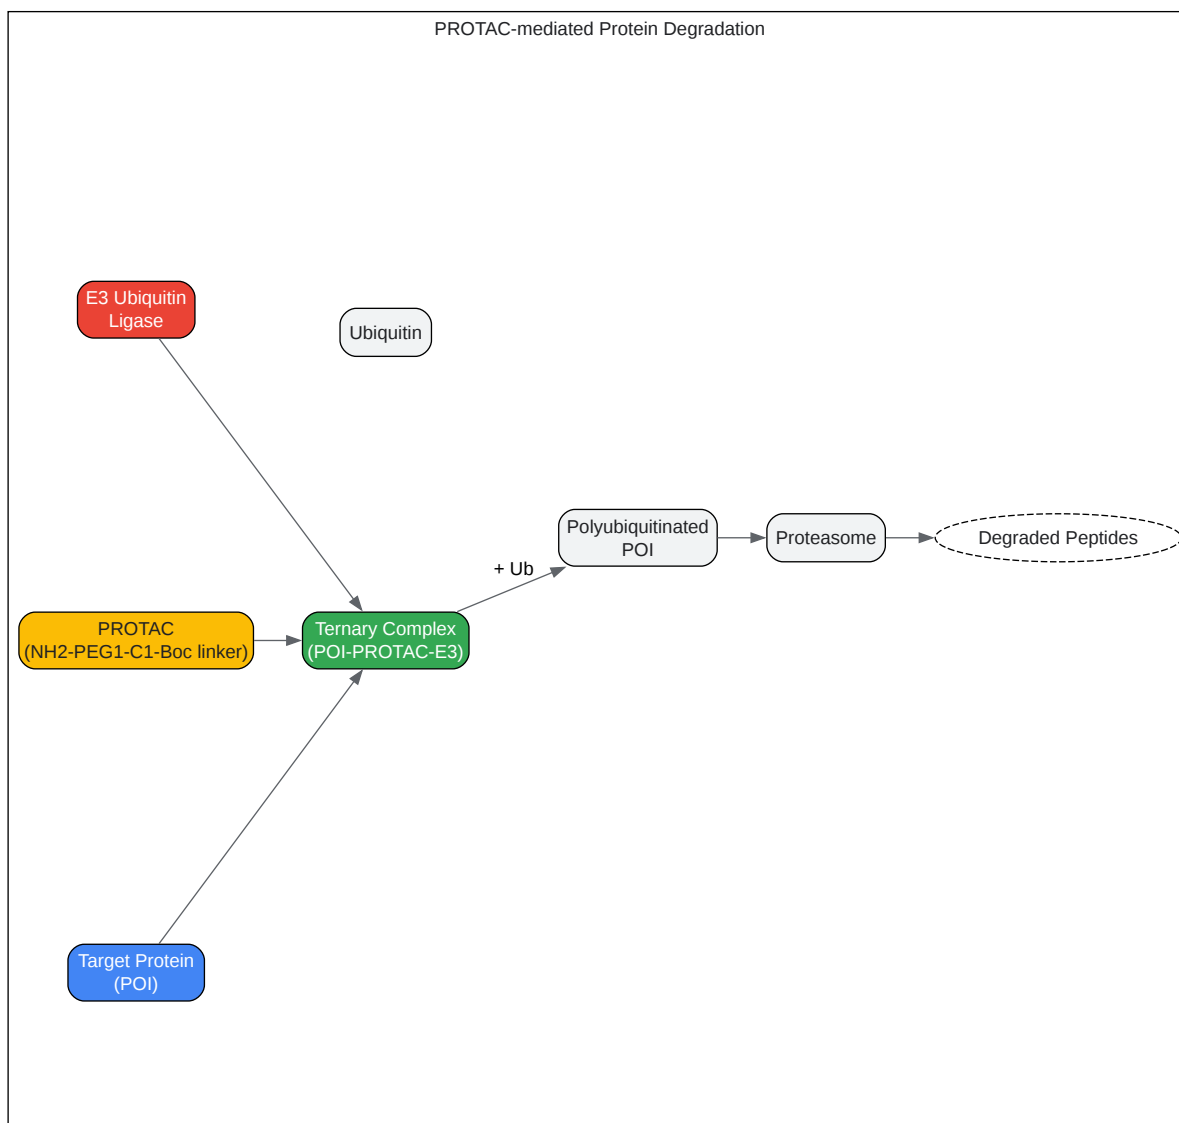 PROTAC-mediated Protein Degradation
E3 Ubiquitin
Ligase
Ubiquitin
Polyubiquitinated
POI
Proteasome
Degraded Peptides
+ Ub
PROTAC
(NH2-PEG1-C1-Boc linker)
Ternary Complex
(POI-PROTAC-E3)
Target Protein
(POI)